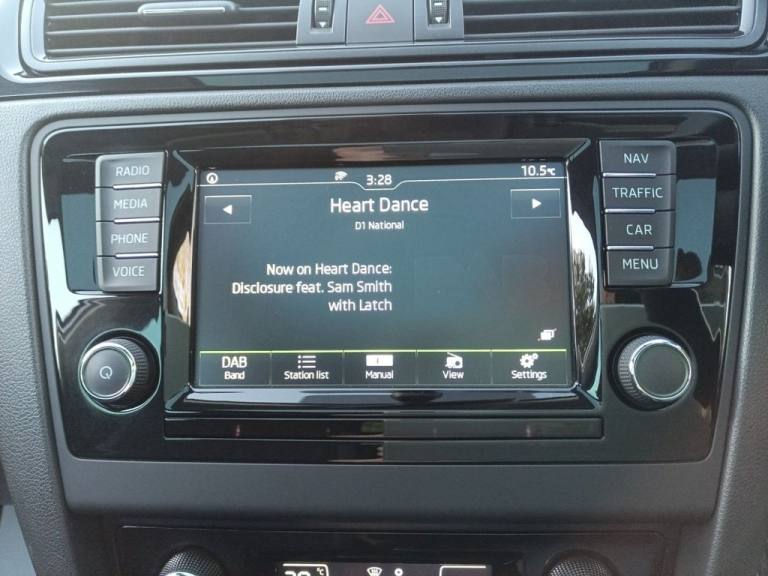 RADIO
MEDIA
PHONE
VOICE
3:28
10.5°C
Heart Dance
D1 National
Now on Heart Dance:
Disclosure feat. Sam Smith
with Latch
DAB
Band
Station list
Manual
View
Settings
NAV
TRAFFIC
CAR
MENU